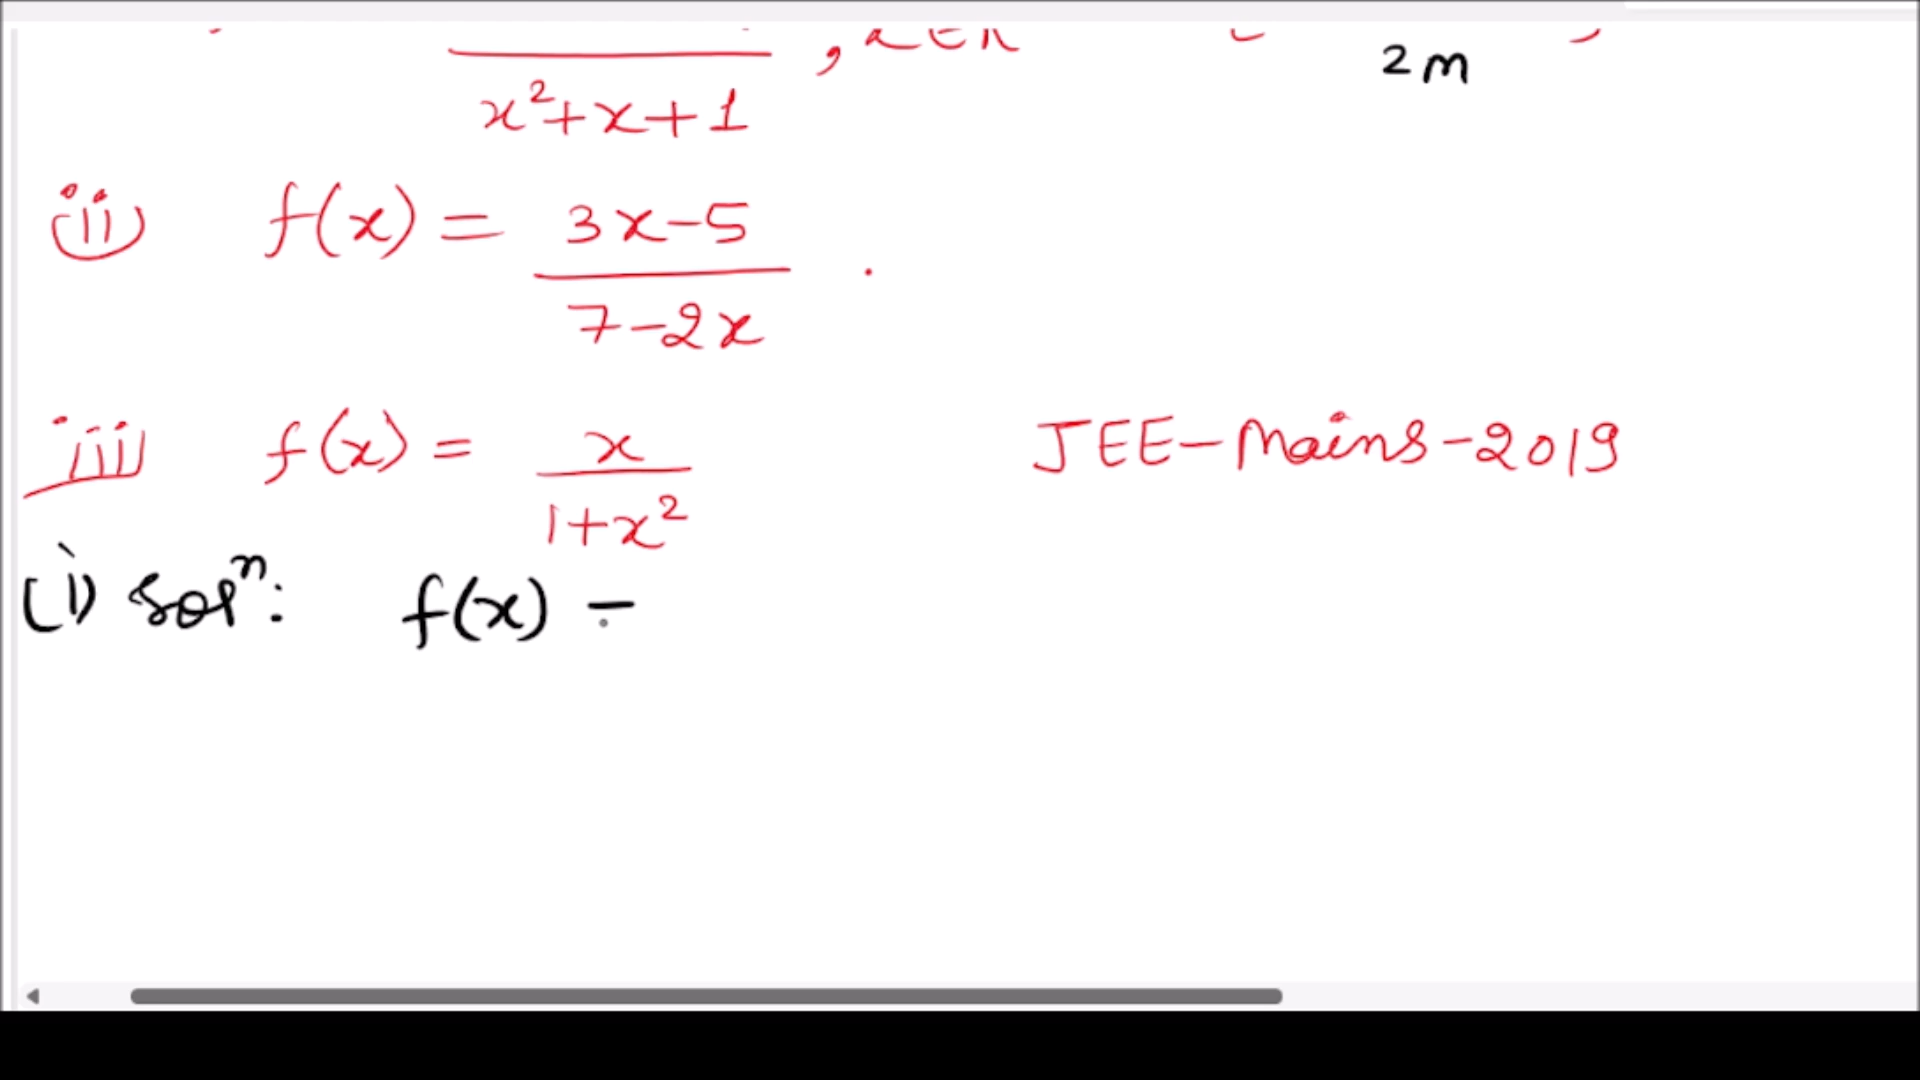 , x∈R
2m
x²+x+1
(ii) f(x) = 3x-5
7-2x .
iii) f(x) = x JEE-Mains-2019
1+x²
(i) Solⁿ: f(x) -